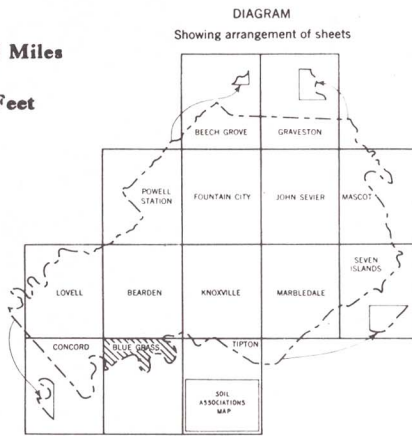 DIAGRAM
Showing arrangement of sheets
Miles
Feet
BEECH GROVE
GRAVESTON
POWELL
STATION
FOUNTAIN CITY
JOHN SEVIER
MASCOT
SEVEN
ISLANDS
LOVELL
BEARDEN
KNOXVILLE
MARBLEDALE
CONCORD
BLUE GRASS
TIPTON
SOIL
ASSOCIATIONS
MAP